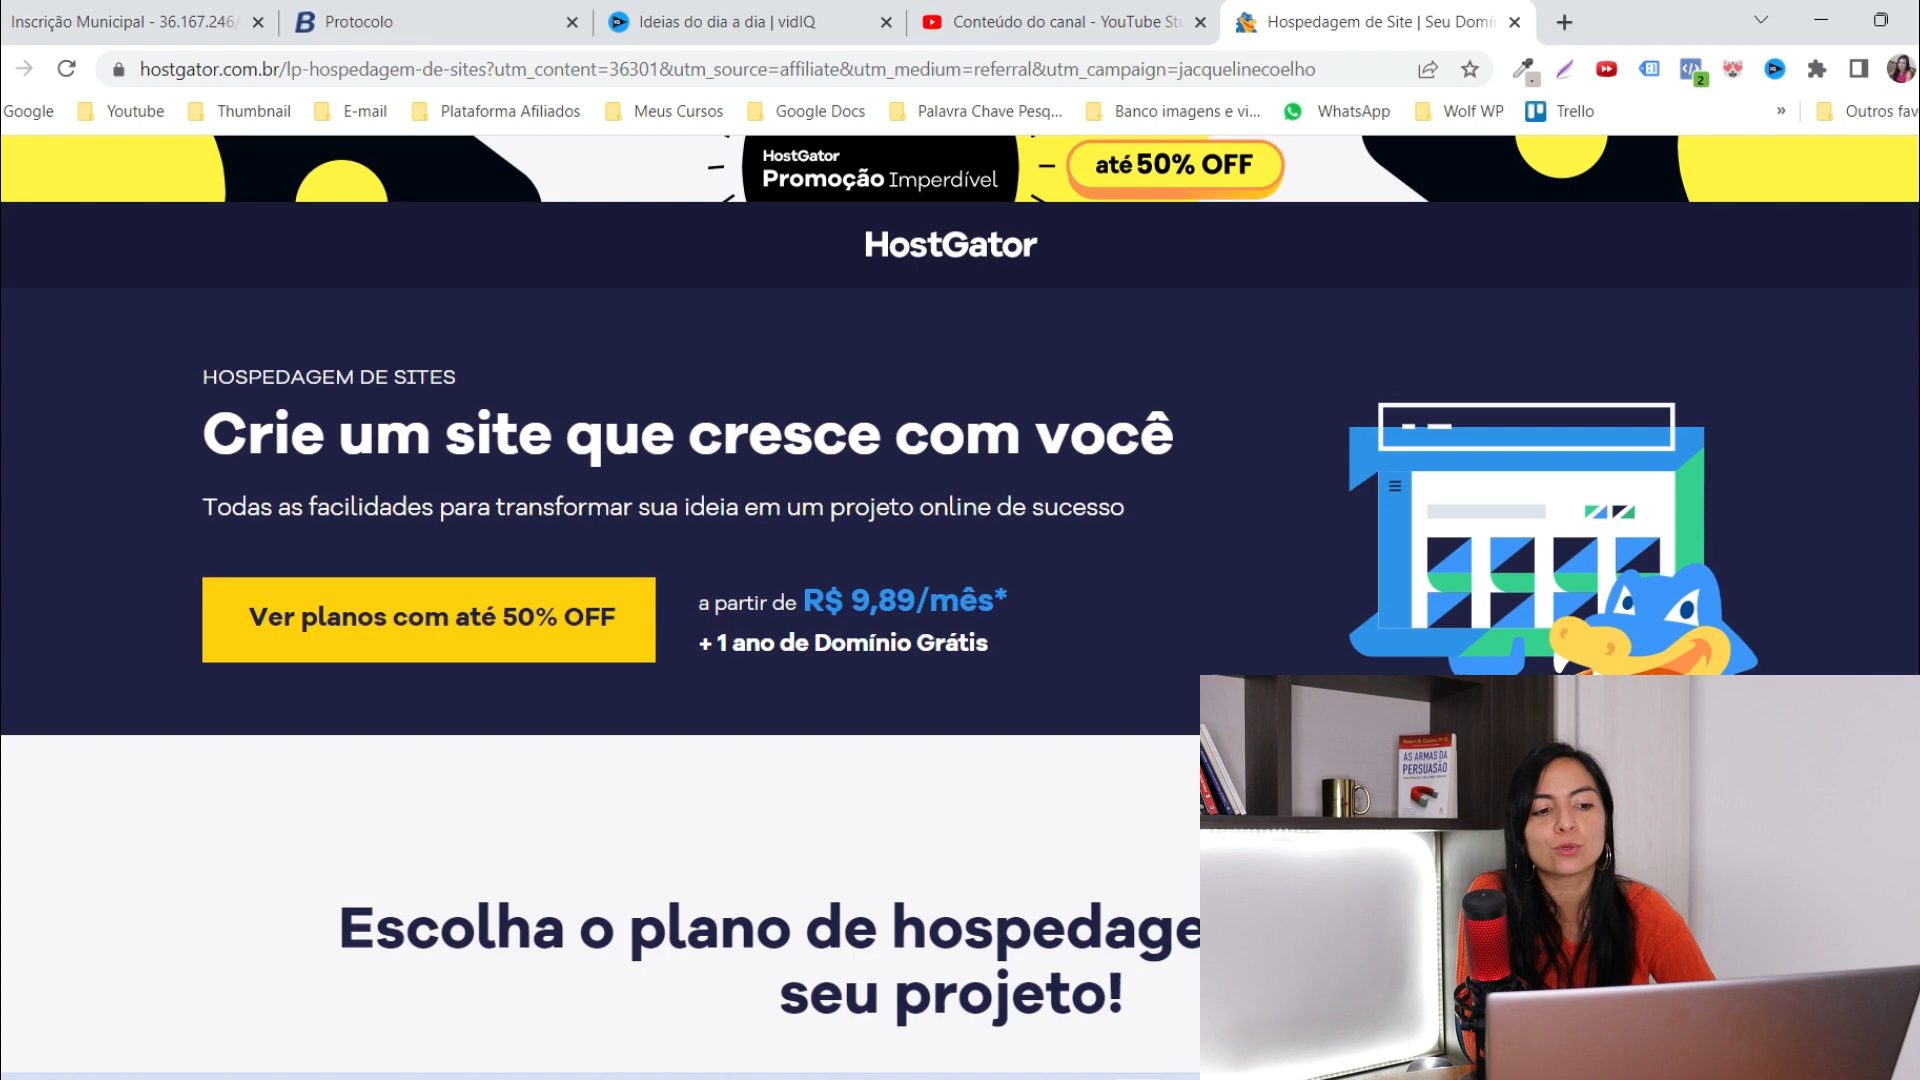 Inscrição Municipal - 36.167.246/
Protocolo
Ideias do dia a dia | vidIQ
Conteúdo do canal - YouTube St
Hospedagem de Site | Seu Domín
hostgator.com.br/lp-hospedagem-de-sites?utm_content=36301&utm_source=affiliate&utm_medium=referral&utm_campaign=jacquelinecoelho
2
Google
Youtube
Thumbnail
E-mail
Plataforma Afiliados
Meus Cursos
Google Docs
Palavra Chave Pesq...
Banco imagens e vi...
WhatsApp
Wolf WP
Trello
»
Outros fav
HostGator
Promoção Imperdível
até 50% OFF
HostGator
HOSPEDAGEM DE SITES
Crie um site que cresce com você
Todas as facilidades para transformar sua ideia em um projeto online de sucesso
Ver planos com até 50% OFF
a partir de R$ 9,89/mês*
+ 1 ano de Domínio Grátis
Escolha o plano de hospedage
seu projeto!
AS ARMAS DA
PERSUASÃO